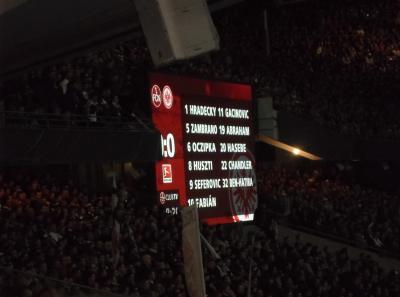 1 HRADECKY 11 GACINOVIC
5 ZAMBRANO 19 ABRAHAM
6 OCZIPKA 20 HASEBE
:0
8 HUSZTI 22 CHANDLER
9 SEFEROVIC 32 BEN-HATIRA
10 FABIÁN